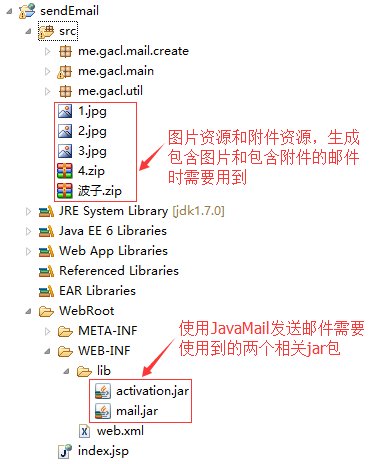 sendEmail
src
me.gacl.mail.create
me.gacl.main
me.gacl.util
1.jpg
2.jpg
3.jpg
4.zip
波子.zip
图片资源和附件资源，生成
包含图片和包含附件的邮件
时需要用到
JRE System Library [jdk1.7.0]
Java EE 6 Libraries
Web App Libraries
Referenced Libraries
EAR Libraries
WebRoot
META-INF
WEB-INF
使用JavaMail发送邮件需要
使用到的两个相关jar包
lib
activation.jar
mail.jar
web.xml
index.jsp